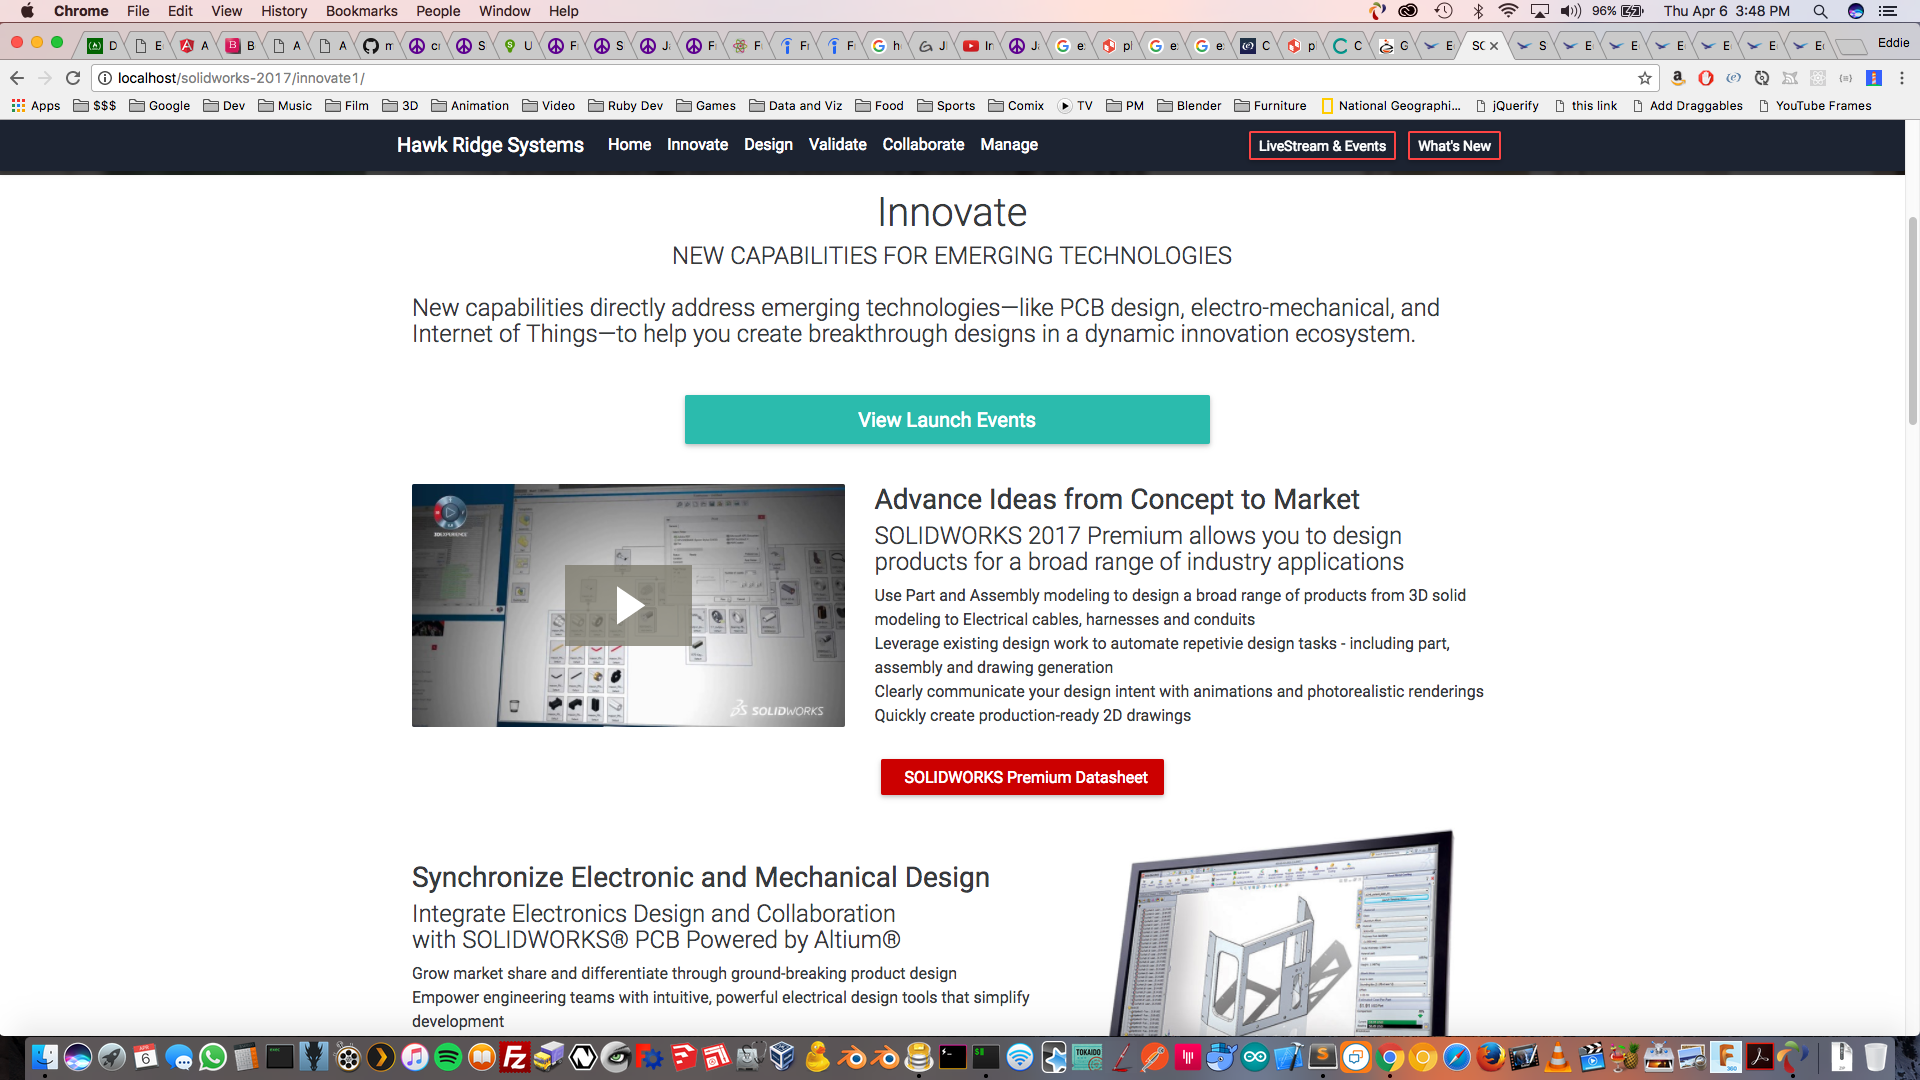 Chrome File Edit View History Bookmarks People Window Help 96% Thu Apr 6 3:48 PM
Eddie
localhost/solidworks-2017/innovate1/
Apps $$$ Google Dev Music Film 3D Animation Video Ruby Dev Games Data and Viz Food Sports Comix TV PM Blender Furniture National Geographi... jQuerify this link Add Draggables YouTube Frames
Hawk Ridge Systems Home Innovate Design Validate Collaborate Manage LiveStream & Events What's New
Innovate
NEW CAPABILITIES FOR EMERGING TECHNOLOGIES
New capabilities directly address emerging technologies—like PCB design, electro-mechanical, and
Internet of Things—to help you create breakthrough designs in a dynamic innovation ecosystem.
View Launch Events
3DEXPERIENCE
SOLIDWORKS
Advance Ideas from Concept to Market
SOLIDWORKS 2017 Premium allows you to design
products for a broad range of industry applications
Use Part and Assembly modeling to design a broad range of products from 3D solid
modeling to Electrical cables, harnesses and conduits
Leverage existing design work to automate repetivie design tasks - including part,
assembly and drawing generation
Clearly communicate your design intent with animations and photorealistic renderings
Quickly create production-ready 2D drawings
SOLIDWORKS Premium Datasheet
Synchronize Electronic and Mechanical Design
Integrate Electronics Design and Collaboration
with SOLIDWORKS® PCB Powered by Altium®
Grow market share and differentiate through ground-breaking product design
Empower engineering teams with intuitive, powerful electrical design tools that simplify
development